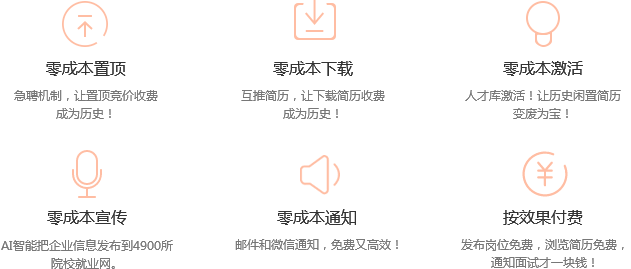 零成本置顶
急聘机制，让置顶竞价收费
成为历史！
零成本下载
互推简历，让下载简历收费
成为历史！
零成本激活
人才库激活！让历史闲置简历
变废为宝！
零成本宣传
AI智能把企业信息发布到4900所
院校就业网。
零成本通知
邮件和微信通知，免费又高效！
按效果付费
发布岗位免费，浏览简历免费，
通知面试才一块钱！